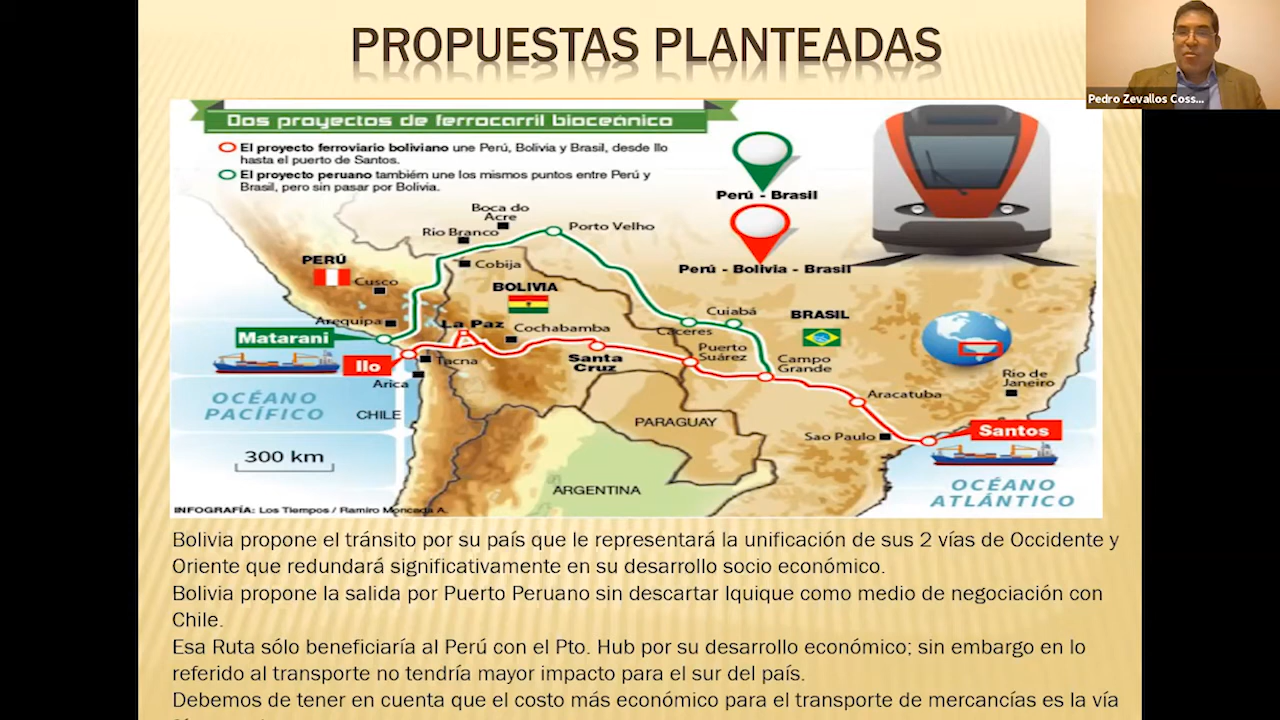 PROPUESTAS PLANTEADAS
Pedro Zevallos Coss...
Dos proyectos de ferrocarril bioceánico
El proyecto ferroviario boliviano une Perú, Bolivia y Brasil, desde Ilo
hasta el puerto de Santos.
El proyecto peruano también une los mismos puntos entre Perú y
Brasil, pero sin pasar por Bolivia.
Perú - Brasil
Perú - Bolivia - Brasil
Boca do
Acre
Rio Branco
Porto Velho
Cobija
PERÚ
Cusco
BOLIVIA
Arequipa
La Paz
Cochabamba
Cuiabá
Caceres
BRASIL
Matarani
Ilo
Tacna
Santa
Cruz
Puerto
Suárez
Campo
Grande
Arica
Rio de
Janeiro
Aracatuba
OCÉANO
PACÍFICO
CHILE
PARAGUAY
Sao Paulo
Santos
300 km
ARGENTINA
OCÉANO
ATLÁNTICO
INFOGRAFÍA: Los Tiempos / Ramiro Moncada A.
Bolivia propone el tránsito por su país que le representará la unificación de sus 2 vías de Occidente y
Oriente que redundará significativamente en su desarrollo socio económico.
Bolivia propone la salida por Puerto Peruano sin descartar Iquique como medio de negociación con
Chile.
Esa Ruta sólo beneficiaría al Perú con el Pto. Hub por su desarrollo económico; sin embargo en lo
referido al transporte no tendría mayor impacto para el sur del país.
Debemos de tener en cuenta que el costo más económico para el transporte de mercancías es la vía